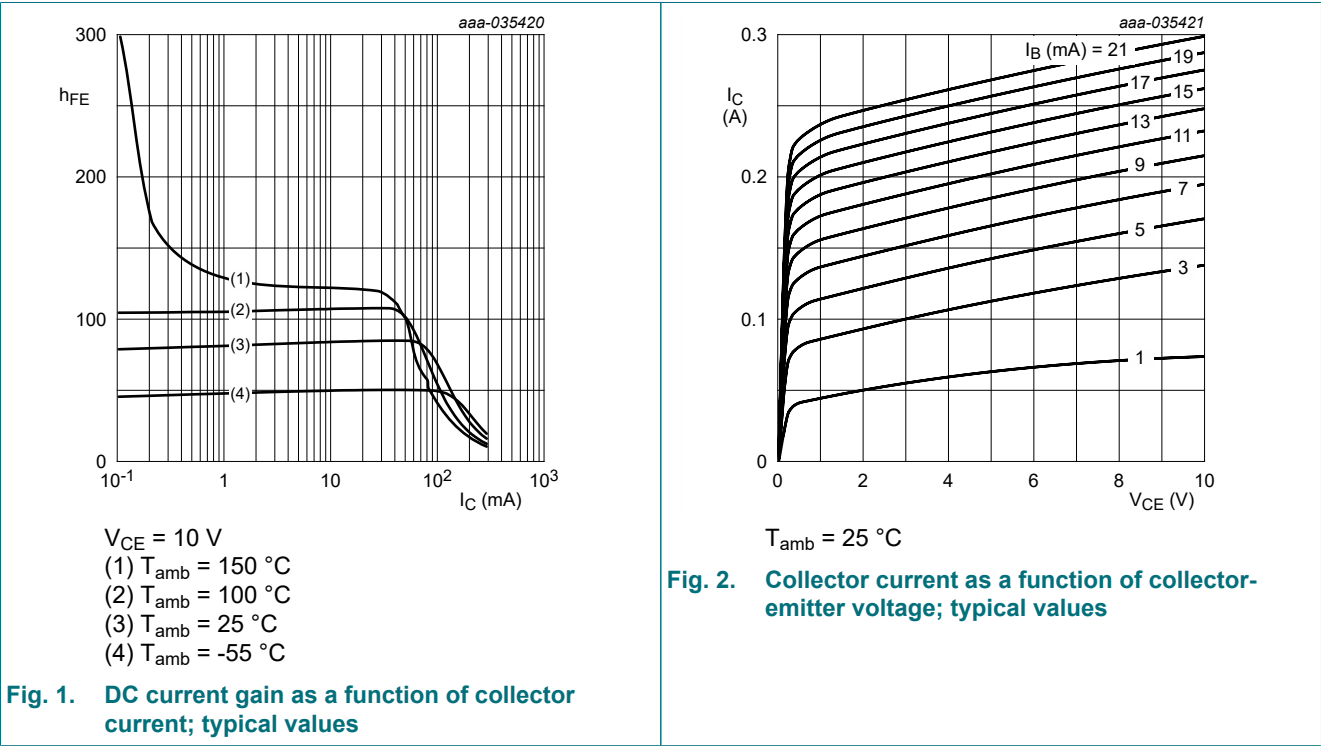 aaa-035420
300
hFE
200
100
0
10-1
1
10
102
103
IC (mA)
(1)
(2)
(3)
(4)
VCE = 10 V
(1) Tamb = 150 °C
(2) Tamb = 100 °C
(3) Tamb = 25 °C
(4) Tamb = -55 °C
Fig. 1. DC current gain as a function of collector
current; typical values
aaa-035421
0.3
IC
(A)
0.2
0.1
0
IB (mA) = 21
19
17
15
13
11
9
7
5
3
1
0
2
4
6
8
10
VCE (V)
Tamb = 25 °C
Fig. 2. Collector current as a function of collector-
emitter voltage; typical values